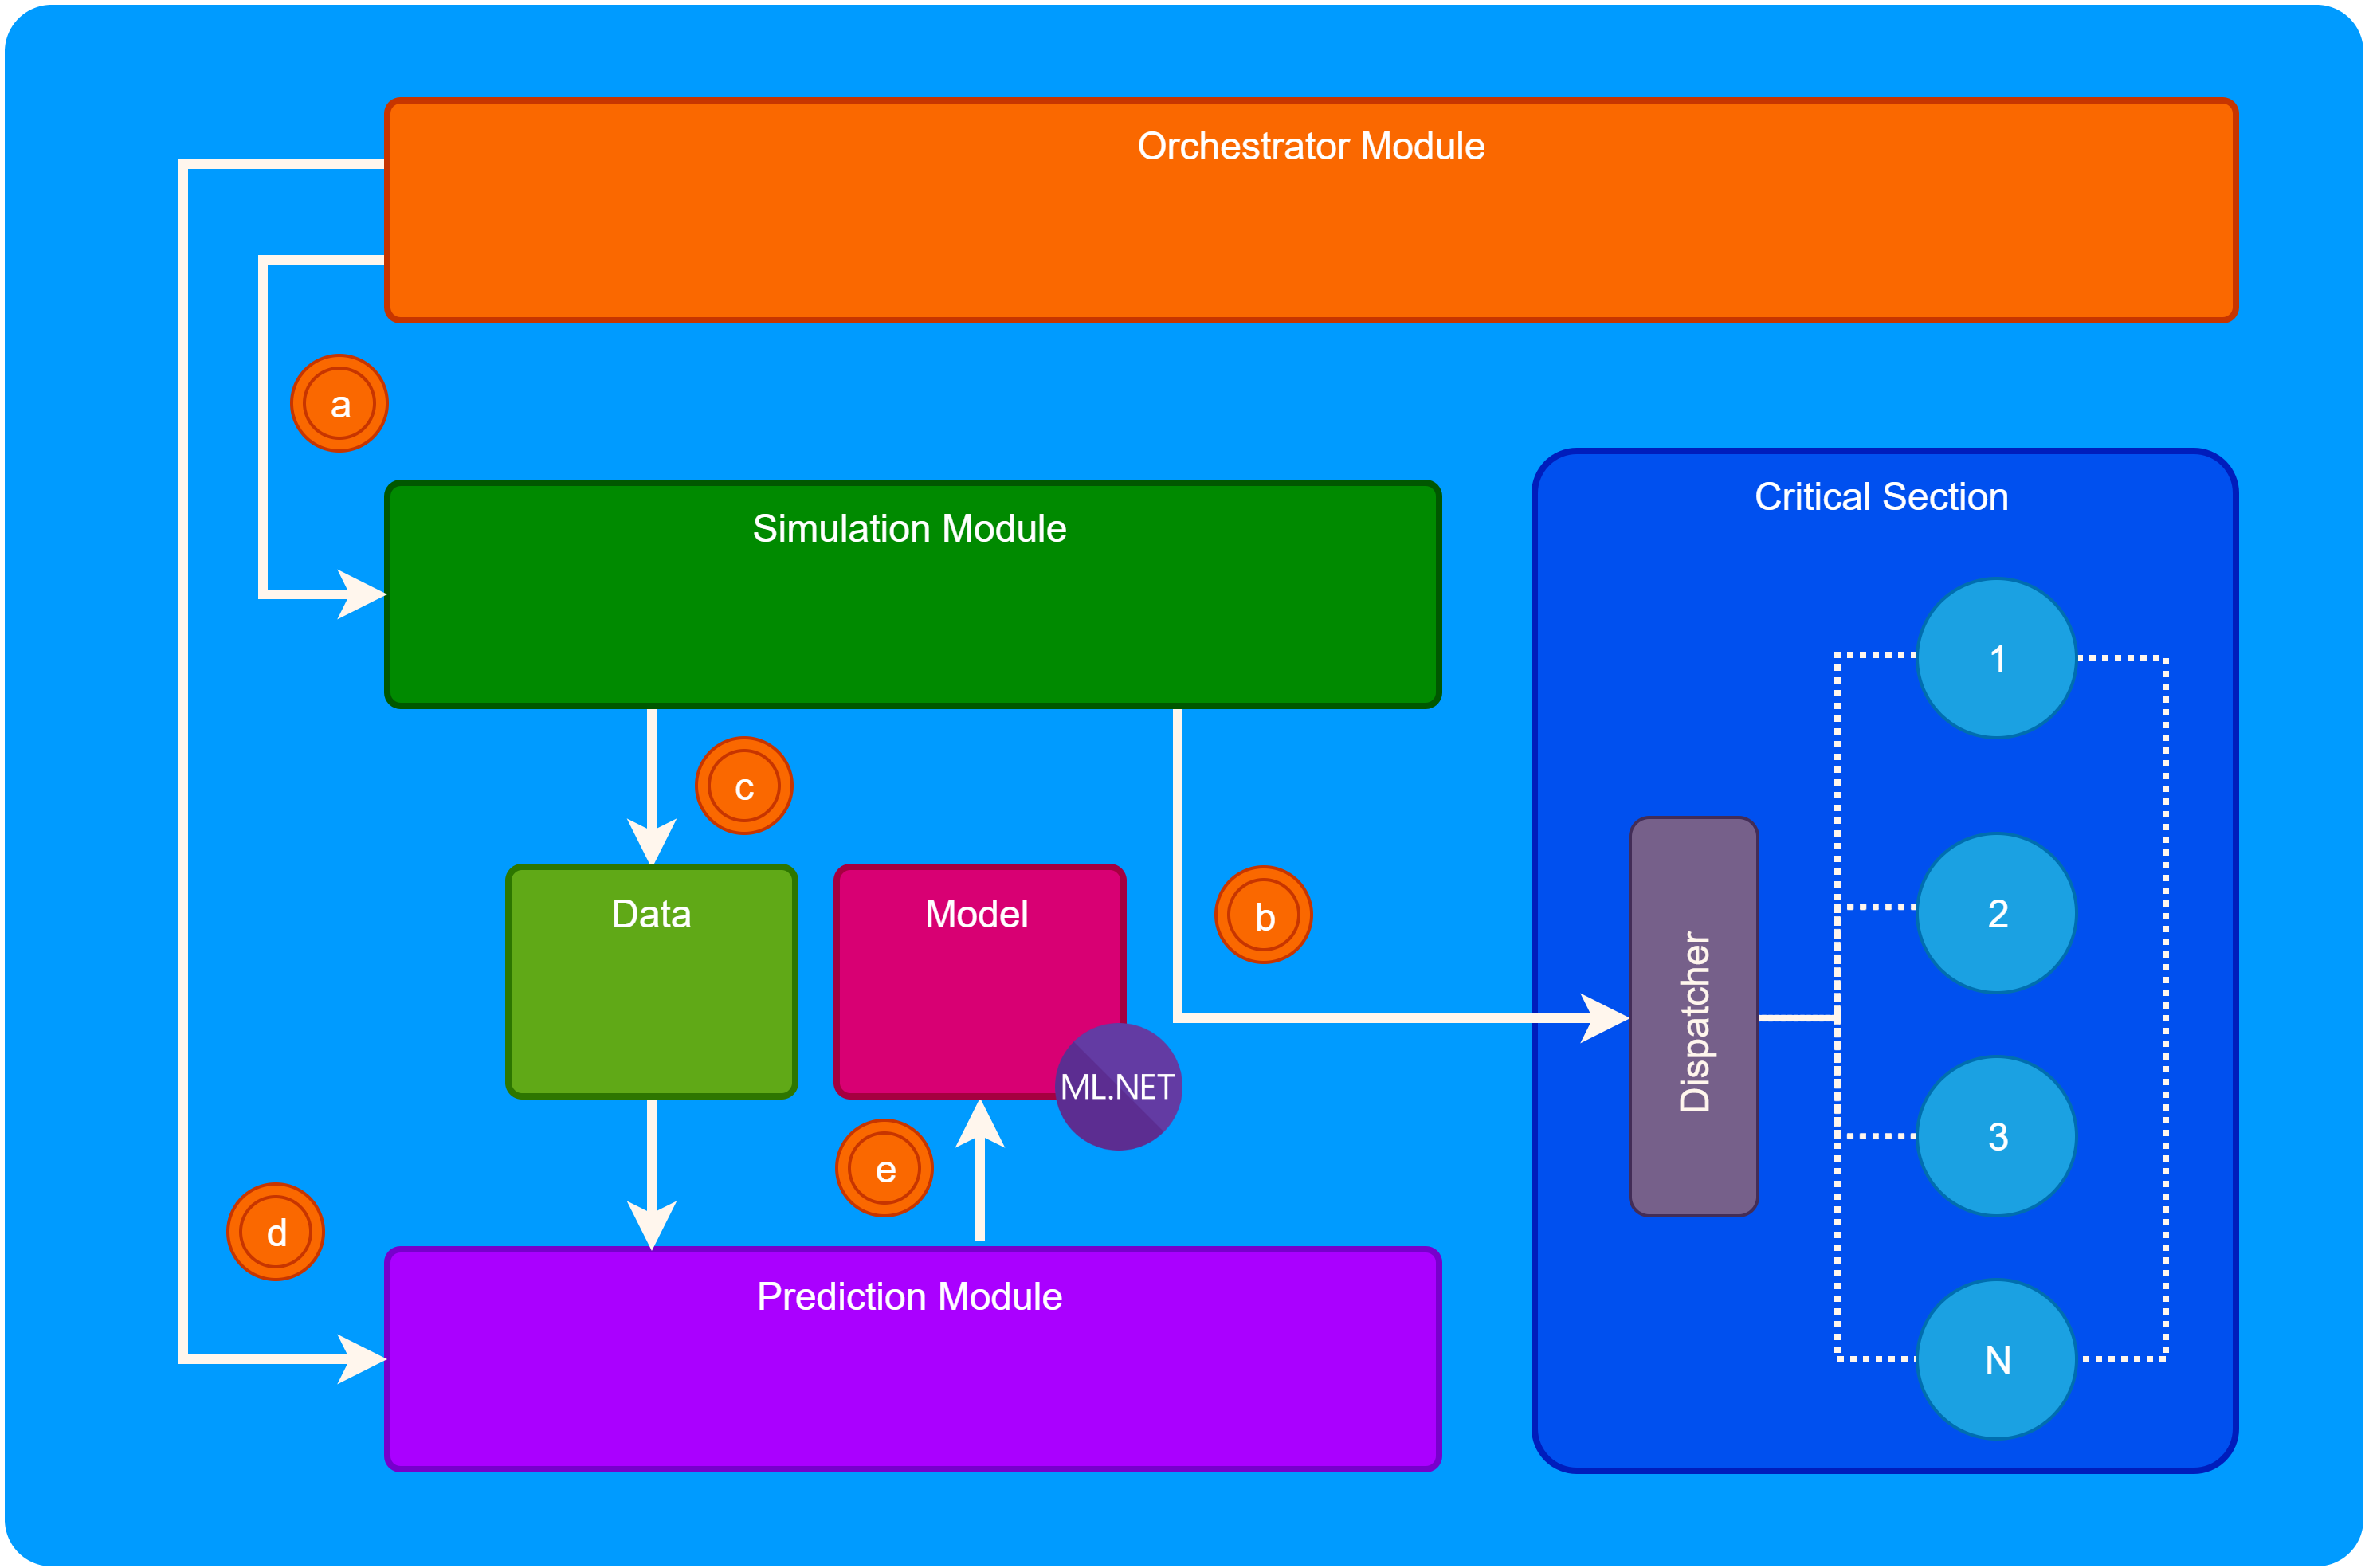 Orchestrator Module
a
Simulation Module
Critical Section
1
c
Data
Model
b
2
ML.NET
Dispatcher
3
e
d
Prediction Module
N